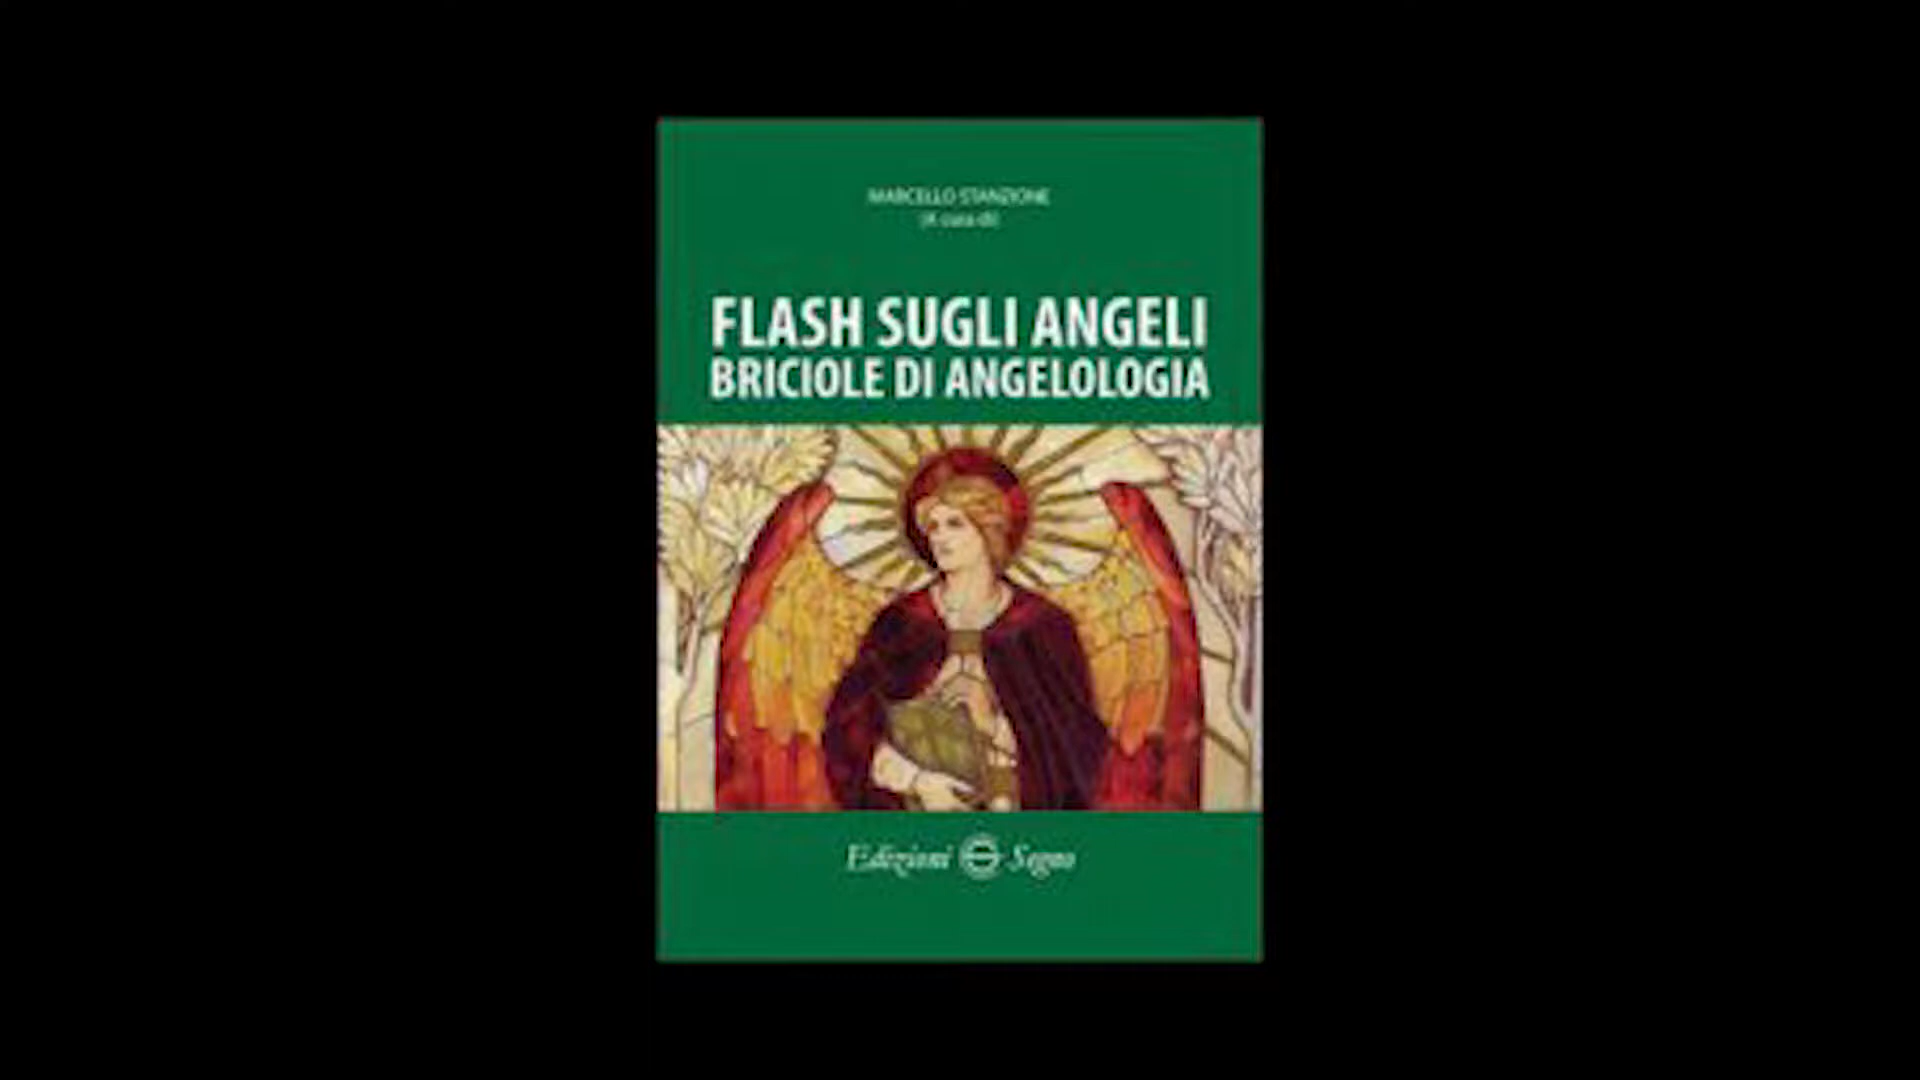 MARCELLO STANZIONE
(A cura di)
FLASH SUGLI ANGELI
BRICIOLE DI ANGELOLOGIA
Edizioni Segno